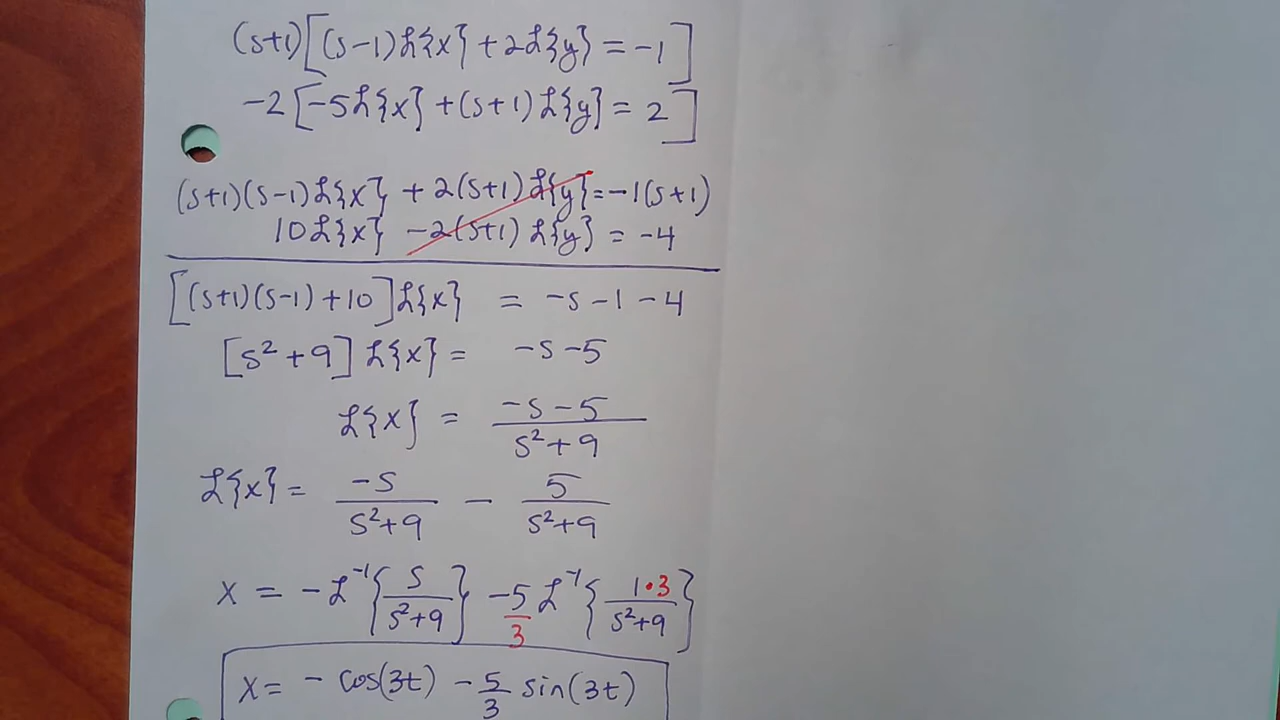 (s+1)[(s-1)ℒ{x} + 2ℒ{y} = -1]
-2[-5ℒ{x} + (s+1)ℒ{y} = 2]
(s+1)(s-1)ℒ{x} + 2(s+1)ℒ{y} = -1(s+1)
10ℒ{x} -2(s+1)ℒ{y} = -4
[(s+1)(s-1)+10]ℒ{x} = -s-1-4
[s²+9]ℒ{x} = -s-5
ℒ{x} = (-s-5)/(s²+9)
ℒ{x} = -s/(s²+9) - 5/(s²+9)
x = -ℒ⁻¹{s/(s²+9)} -5/3 ℒ⁻¹{1·3/(s²+9)}
x = -cos(3t) - 5/3 sin(3t)